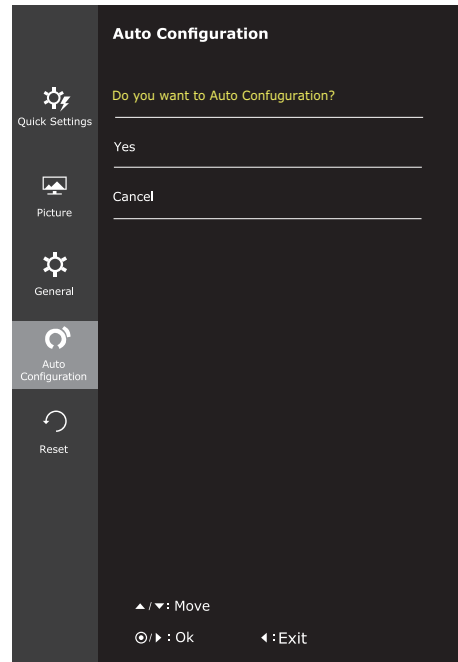 Auto Configuration
Do you want to Auto Confuguration?
Yes
Cancel
Quick Settings
Picture
General
Auto
Configuration
Reset
▲/▼: Move
◉/▶ : Ok ◀ :Exit